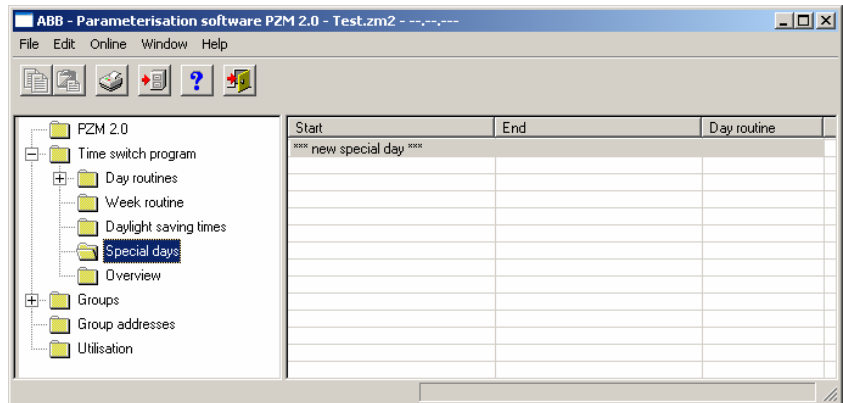 ABB - Parameterisation software PZM 2.0 - Test.zm2 - --.--.---
File Edit Online Window Help
?
PZM 2.0
Time switch program
Day routines
Week routine
Daylight saving times
Special days
Overview
Groups
Group addresses
Utilisation
Start End Day routine
*** new special day ***